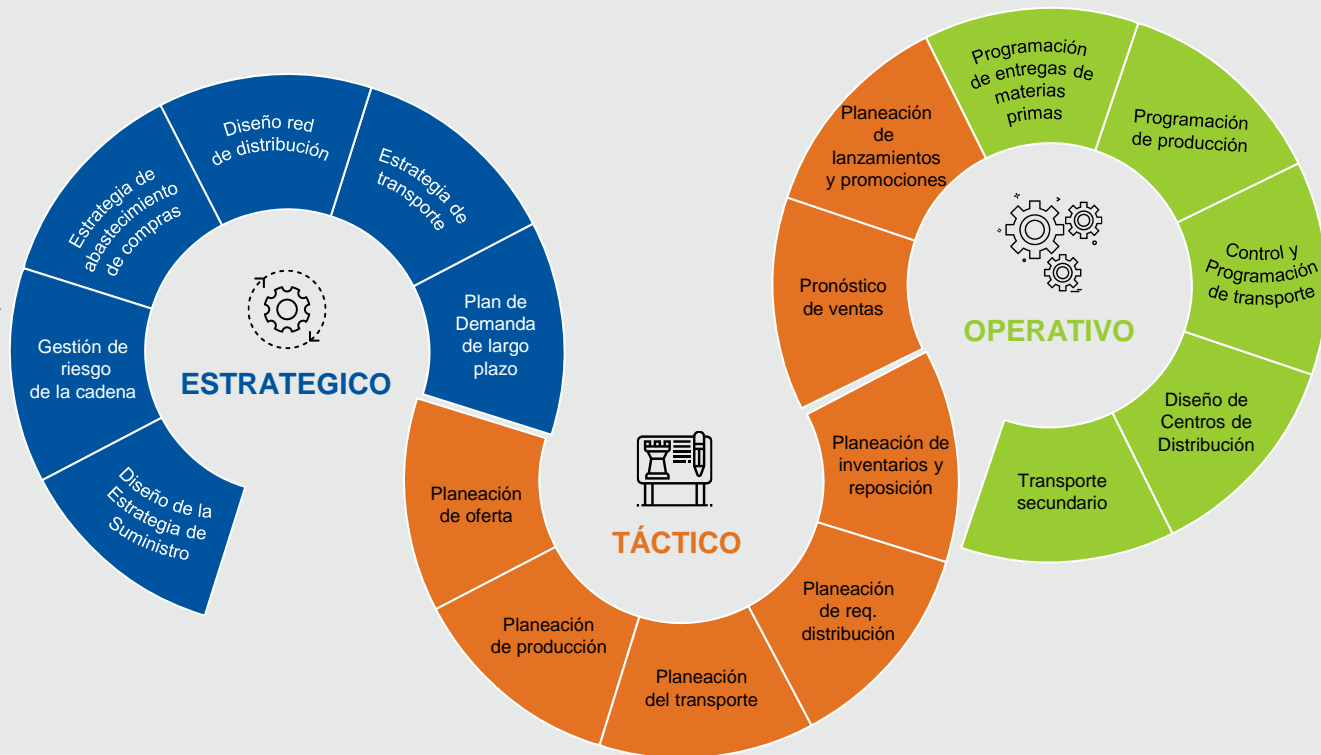 Diseño de la
Estrategia de
Suministro
Gestión de
riesgo
de la cadena
Estrategia de
abastecimiento
de compras
Diseño red
de distribución
Estrategia de
transporte
Plan de
Demanda
de largo
plazo
ESTRATEGICO
Planeación
de oferta
Planeación
de producción
Planeación
del transporte
Planeación
de req.
distribución
Planeación de
inventarios y
reposición
TÁCTICO
Pronóstico
de ventas
Planeación
de
lanzamientos
y promociones
Programación
de entregas de
materias
primas
Programación
de producción
Control y
Programación
de transporte
Diseño de
Centros de
Distribución
Transporte
secundario
OPERATIVO